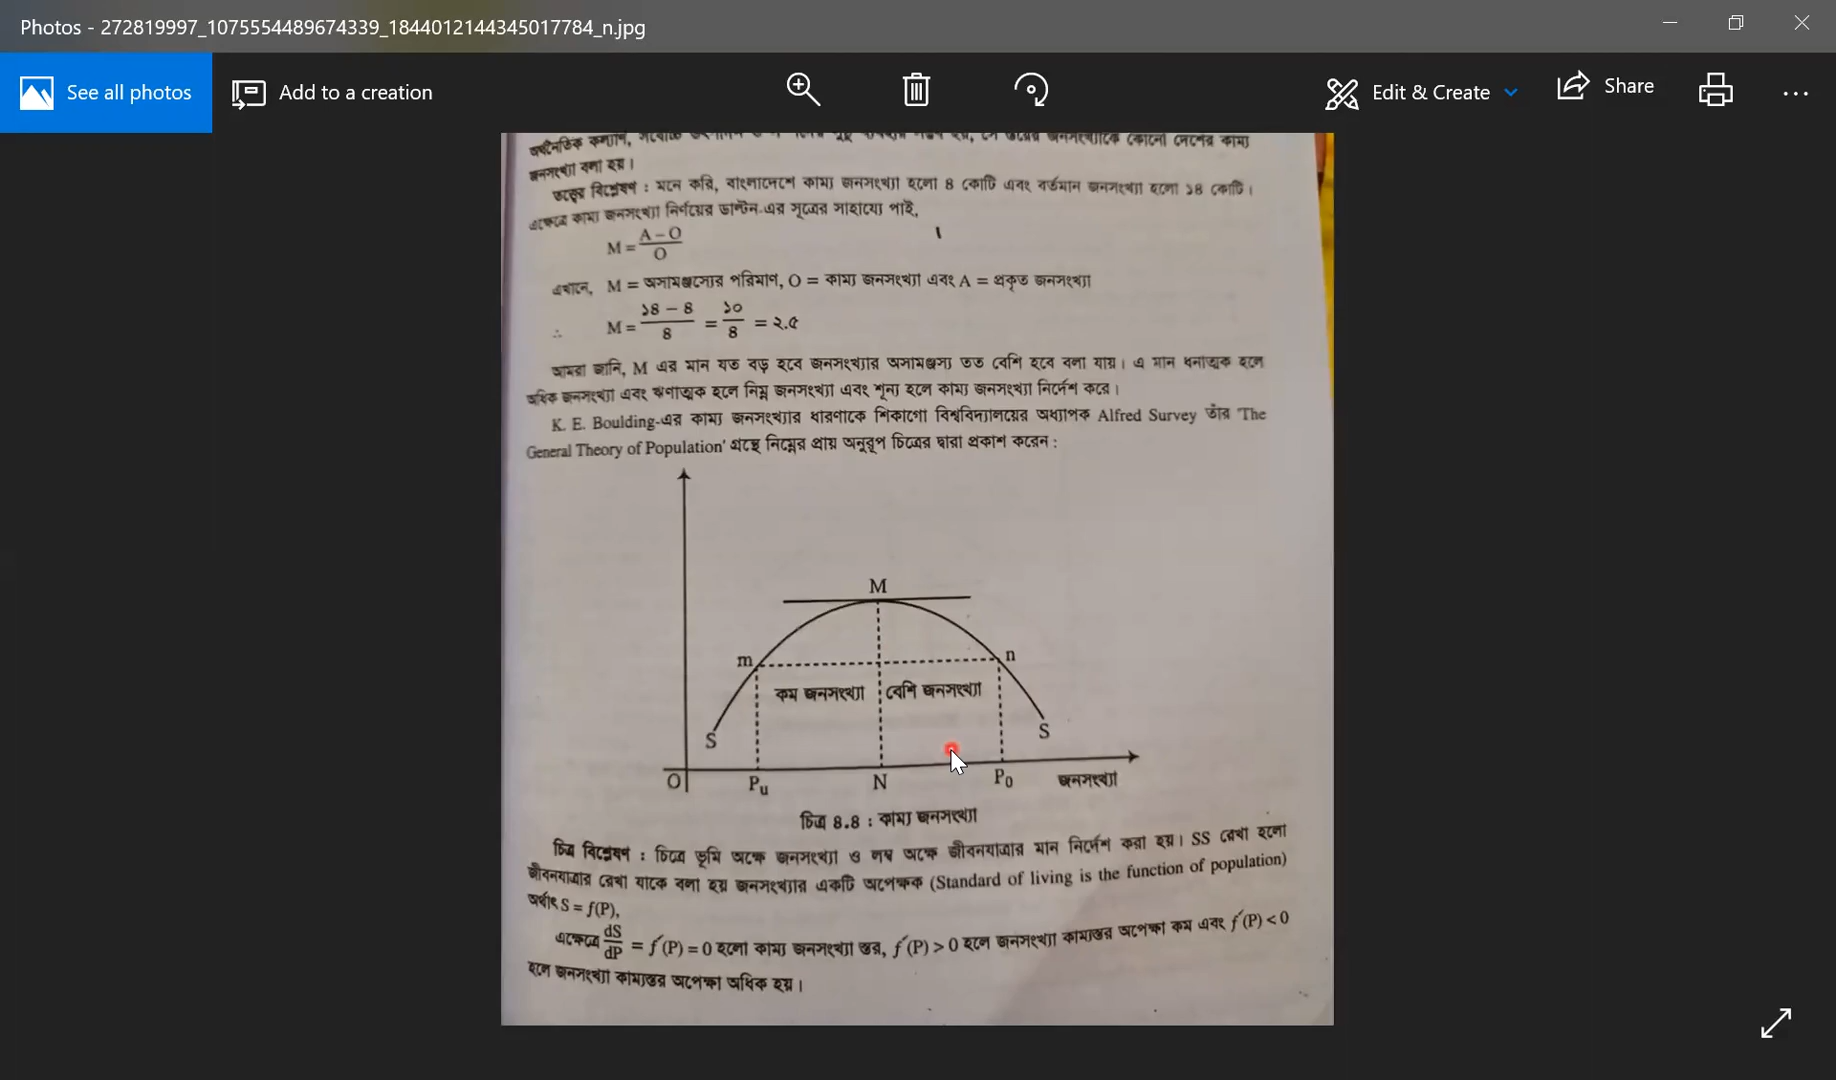 Photos - 272819997_1075554489674339_1844012144345017784_n.jpg
See all photos
Add to a creation
Edit & Create
Share
অর্থনৈতিক কল্যাণ, সর্বোচ্চ হয়, জনসংখ্যাকে কোনো দেশের কাম্য
জনসংখ্যা বলা হয়।
তত্ত্বের বিশ্লেষণ : মনে করি, বাংলাদেশে কাম্য জনসংখ্যা হলো ৪ কোটি এবং বর্তমান জনসংখ্যা হলো ১৪ কোটি।
এক্ষেত্রে কাম্য জনসংখ্যা নির্ণয়ের ডাল্টন-এর সূত্রের সাহায্যে পাই,
M = A – O / O
এখানে, M = অসামঞ্জস্যের পরিমাণ, O = কাম্য জনসংখ্যা এবং A = প্রকৃত জনসংখ্যা
∴ M = ১৪ – ৪ / ৪ = ১০ / ৪ = ২.৫
আমরা জানি, M এর মান যত বড় হবে জনসংখ্যার অসামঞ্জস্য তত বেশি হবে বলা যায়। এ মান ধনাত্মক হলে
অধিক জনসংখ্যা এবং ঋণাত্মক হলে নিম্ন জনসংখ্যা এবং শূন্য হলে কাম্য জনসংখ্যা নির্দেশ করে।
K. E. Boulding-এর কাম্য জনসংখ্যার ধারণাকে শিকাগো বিশ্ববিদ্যালয়ের অধ্যাপক Alfred Survey তাঁর 'The
General Theory of Population' গ্রন্থে নিম্নের প্রায় অনুরূপ চিত্রের দ্বারা প্রকাশ করেন :
M
m
n
কম জনসংখ্যা
বেশি জনসংখ্যা
S
S
O
Pu
N
P0
জনসংখ্যা
চিত্র ৪.৪ : কাম্য জনসংখ্যা
চিত্র বিশ্লেষণ : চিত্রে ভূমি অক্ষে জনসংখ্যা ও লম্ব অক্ষে জীবনযাত্রার মান নির্দেশ করা হয়। SS রেখা হলো
জীবনযাত্রার রেখা যাকে বলা হয় জনসংখ্যার একটি অপেক্ষক (Standard of living is the function of population)
অর্থাৎ S = f(P),
এক্ষেত্রে dS/dP = f′(P) = 0 হলো কাম্য জনসংখ্যা স্তর, f′(P) > 0 হলে জনসংখ্যা কাম্যস্তর অপেক্ষা কম এবং f′(P) < 0
হলে জনসংখ্যা কাম্যস্তর অপেক্ষা অধিক হয়।